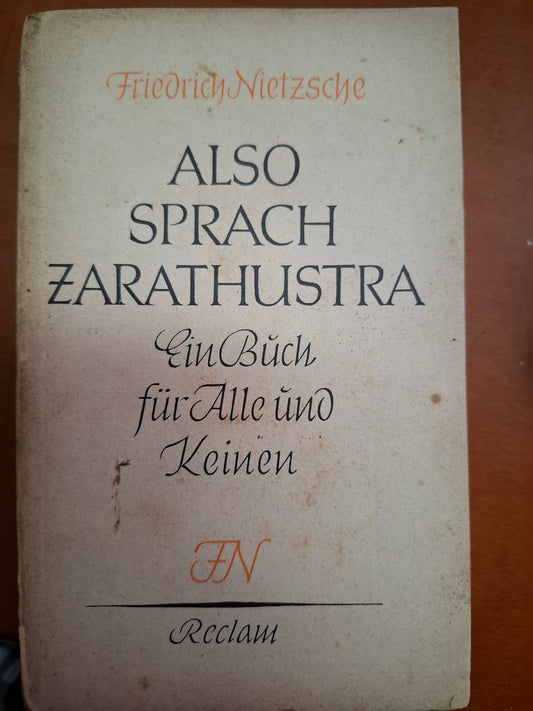 Friedrich Nietzsche
ALSO
SPRACH
ZARATHUSTRA
Ein Buch
für Alle und
Keinen
FN
Reclam